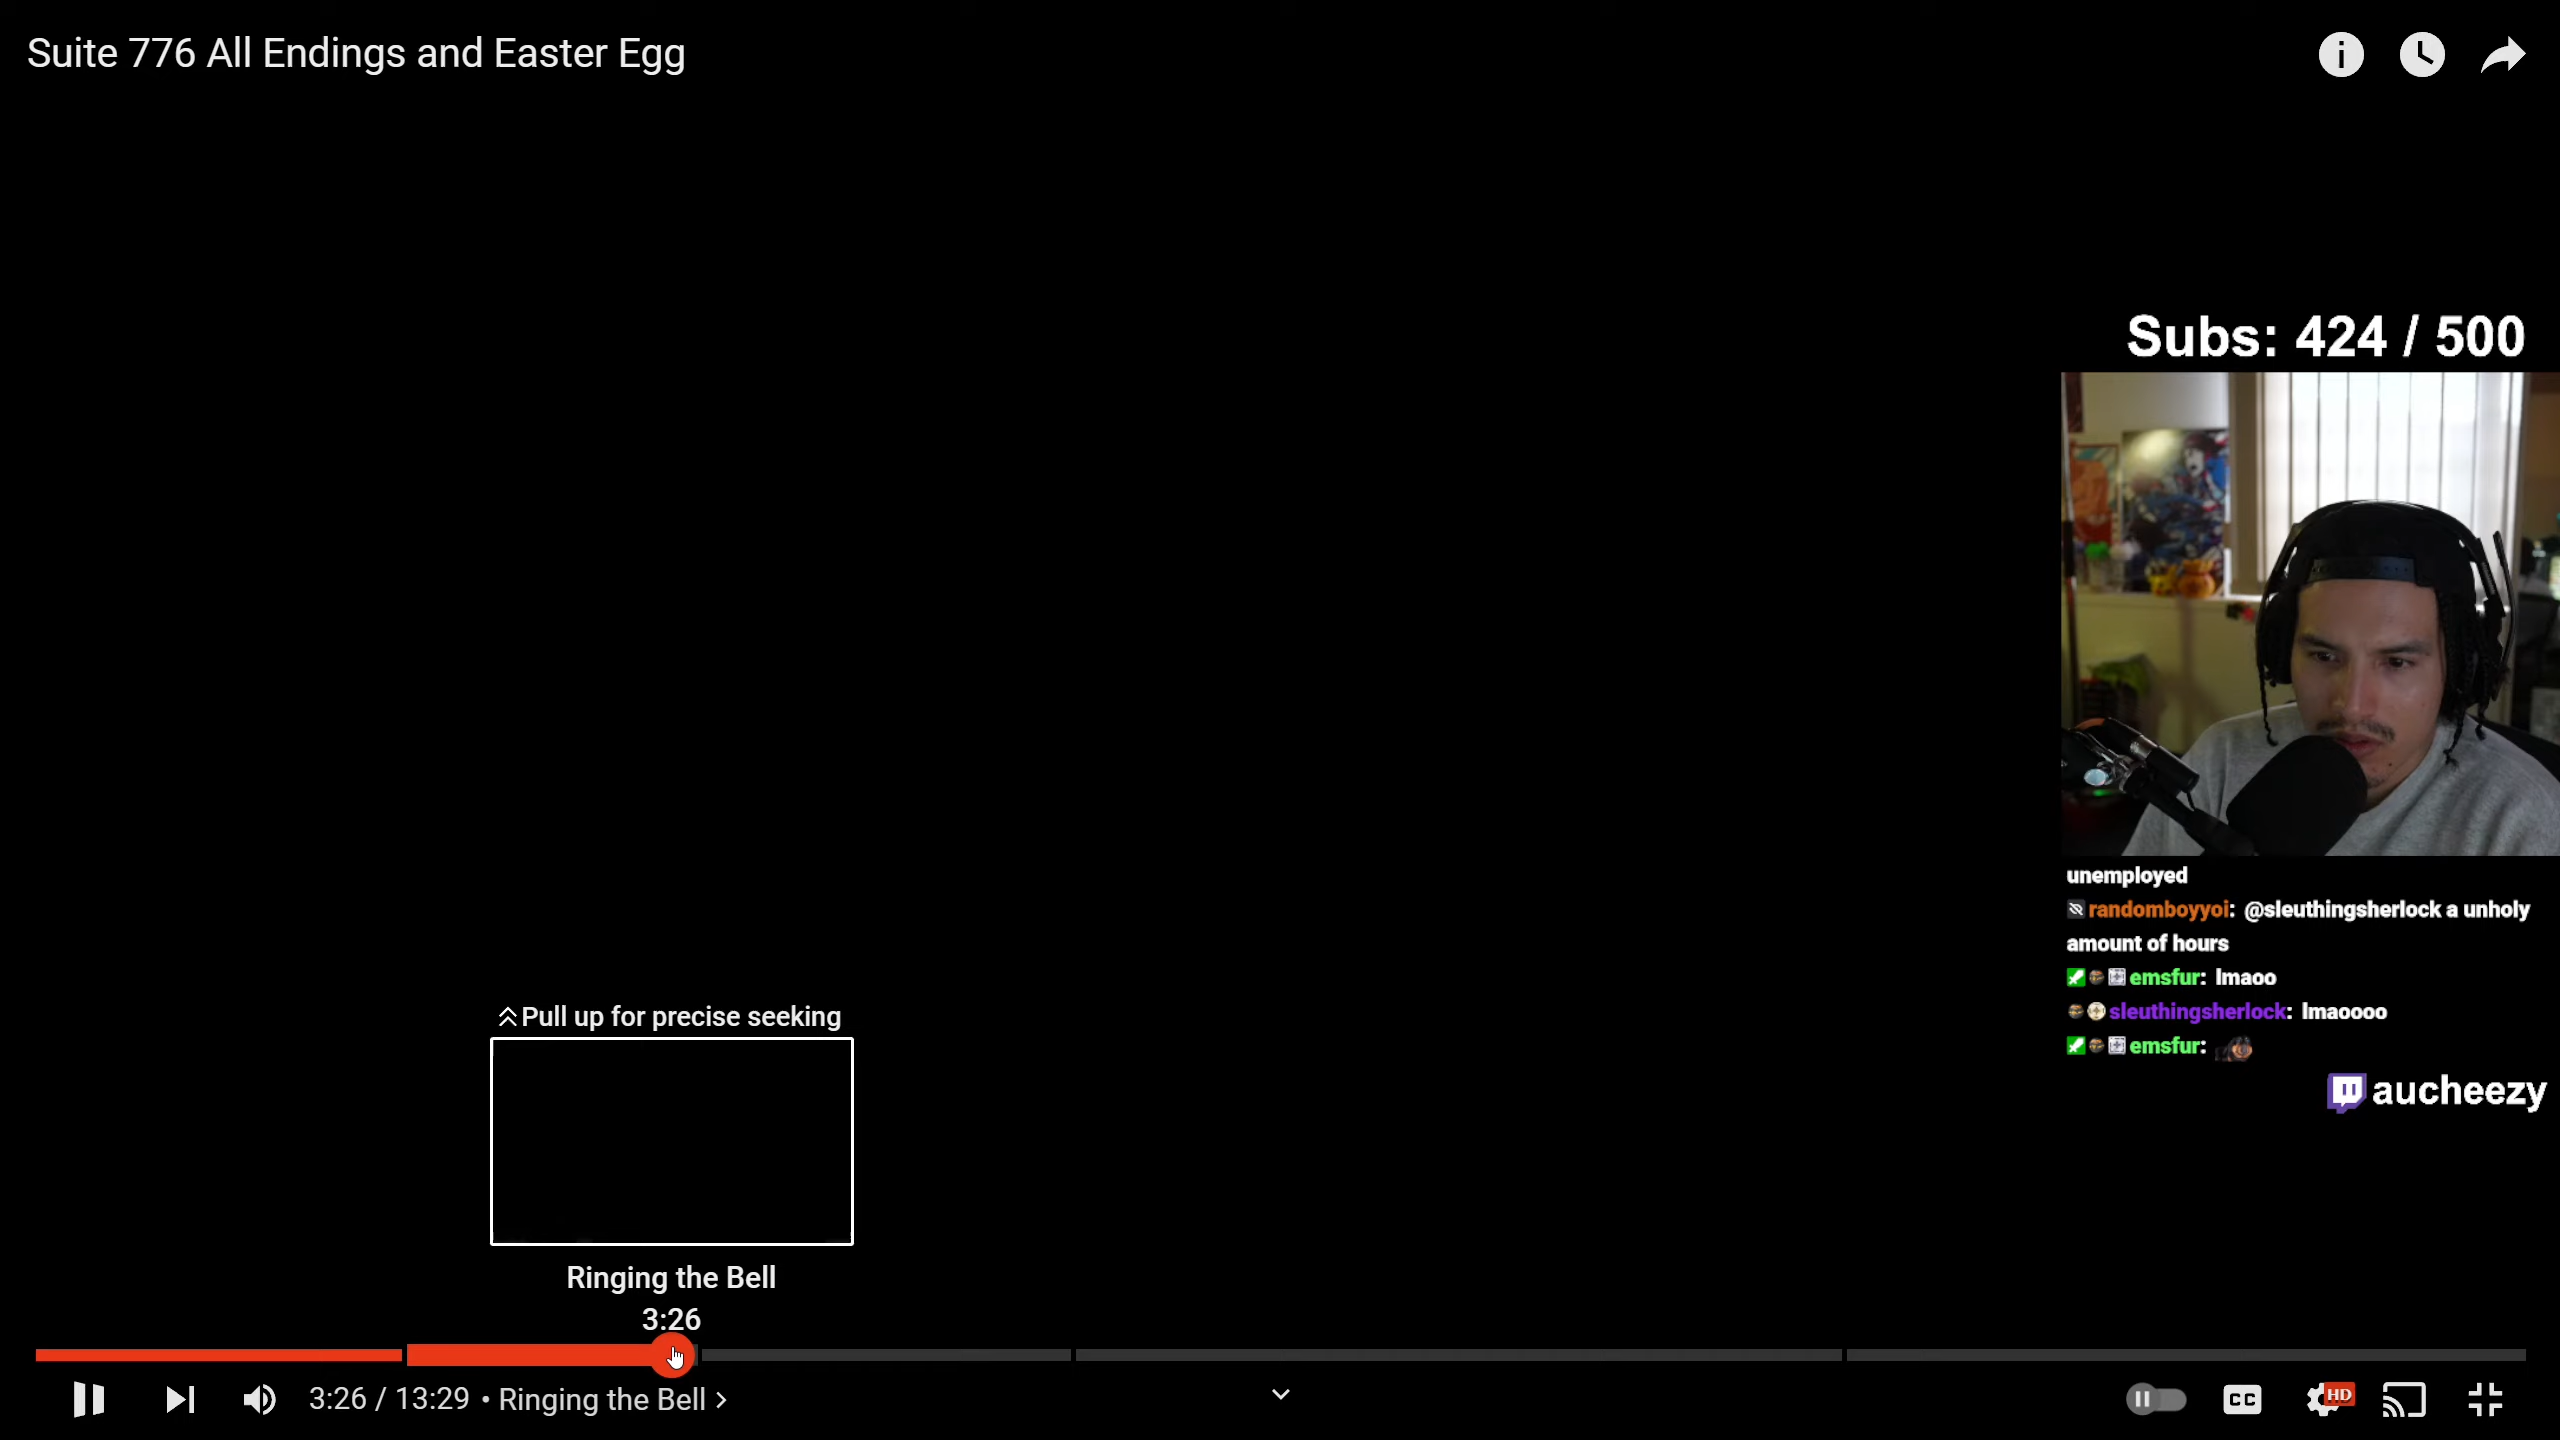 Suite 776 All Endings and Easter Egg
Subs: 424 / 500
unemployed
randomboyyoi: @sleuthingsherlock a unholy
amount of hours
emsfur: lmaoo
sleuthingsherlock: lmaoooo
emsfur:
aucheezy
Pull up for precise seeking
Ringing the Bell
3:26
3:26 / 13:29 • Ringing the Bell
CC
HD